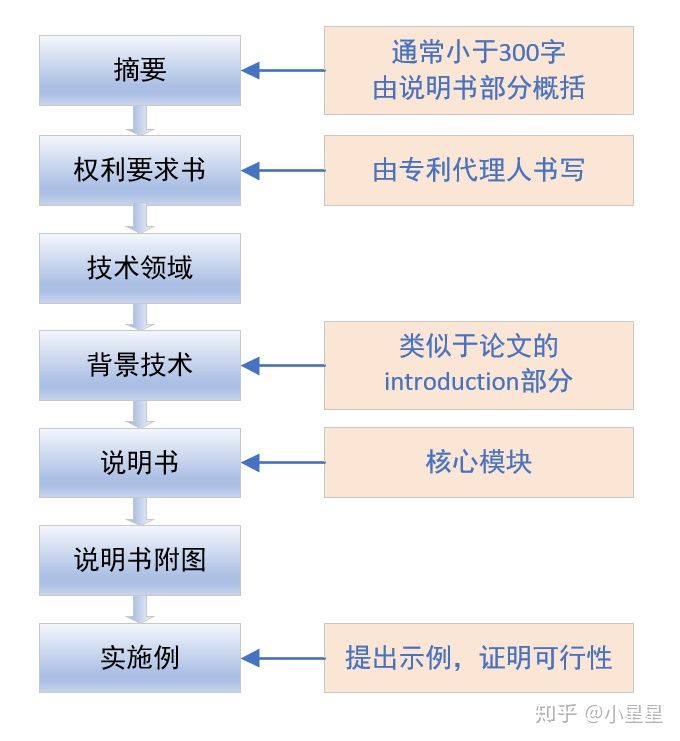 摘要
通常小于300字
由说明书部分概括
权利要求书
由专利代理人书写
技术领域
背景技术
类似于论文的
introduction部分
说明书
核心模块
说明书附图
实施例
提出示例，证明可行性
知乎 @小星星